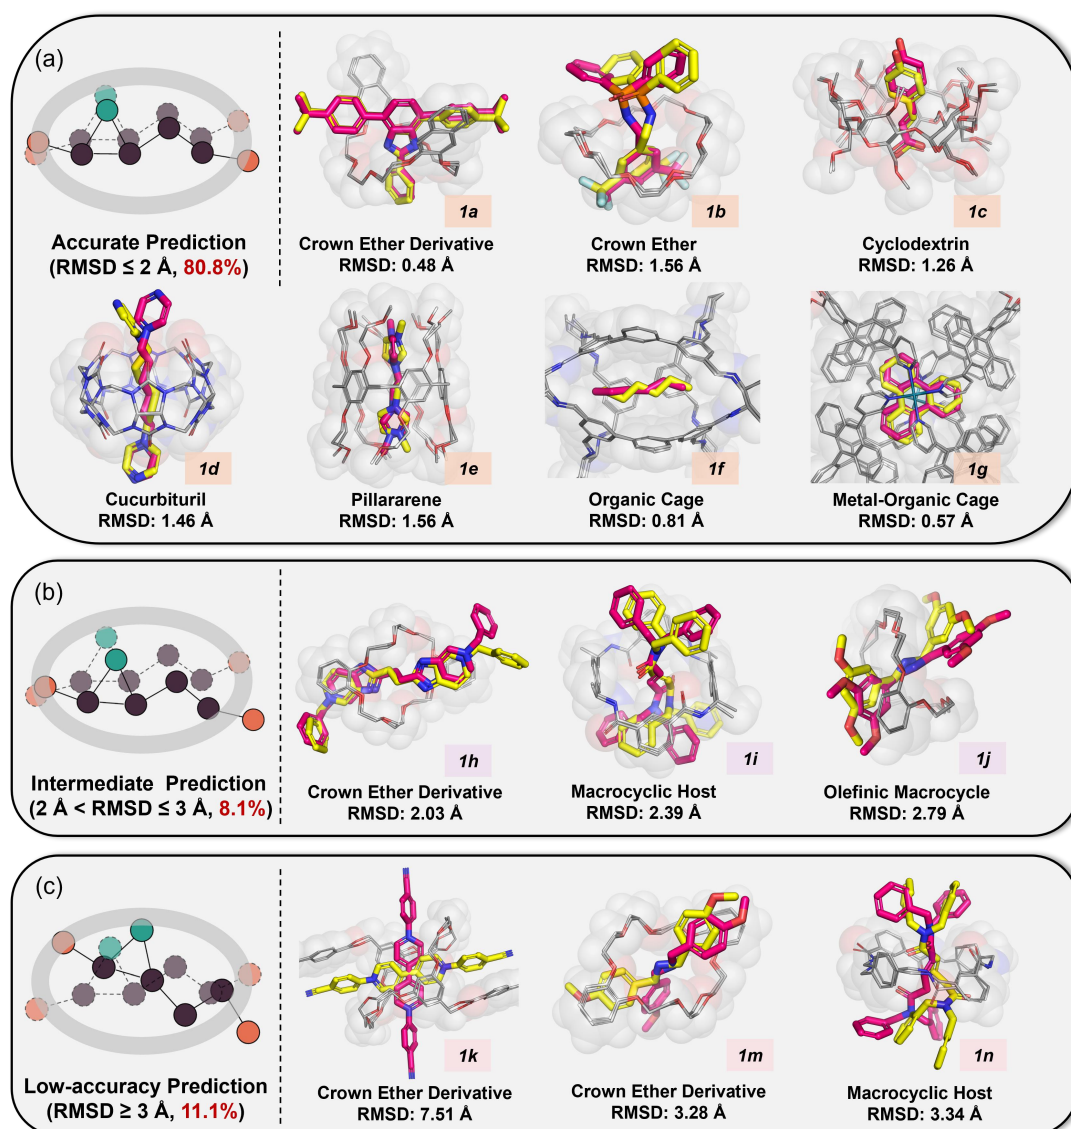 (a)
Accurate Prediction
(RMSD ≤ 2 Å, 80.8%)
1a
Crown Ether Derivative
RMSD: 0.48 Å
1b
Crown Ether
RMSD: 1.56 Å
1c
Cyclodextrin
RMSD: 1.26 Å
1d
Cucurbituril
RMSD: 1.46 Å
1e
Pillararene
RMSD: 1.56 Å
1f
Organic Cage
RMSD: 0.81 Å
1g
Metal-Organic Cage
RMSD: 0.57 Å
(b)
Intermediate Prediction
(2 Å < RMSD ≤ 3 Å, 8.1%)
1h
Crown Ether Derivative
RMSD: 2.03 Å
1i
Macrocyclic Host
RMSD: 2.39 Å
1j
Olefinic Macrocycle
RMSD: 2.79 Å
(c)
Low-accuracy Prediction
(RMSD ≥ 3 Å, 11.1%)
1k
Crown Ether Derivative
RMSD: 7.51 Å
1m
Crown Ether Derivative
RMSD: 3.28 Å
1n
Macrocyclic Host
RMSD: 3.34 Å